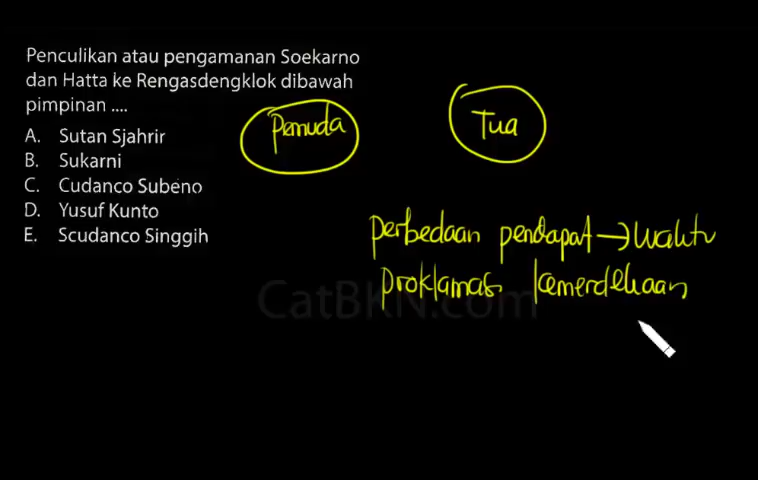 Penculikan atau pengamanan Soekarno
dan Hatta ke Rengasdengklok dibawah
pimpinan ....
A. Sutan Sjahrir
B. Sukarni
C. Cudanco Subeno
D. Yusuf Kunto
E. Scudanco Singgih
Pemuda
Tua
perbedaan pendapat → waktu
proklamasi kemerdekaan
CatBKN.com